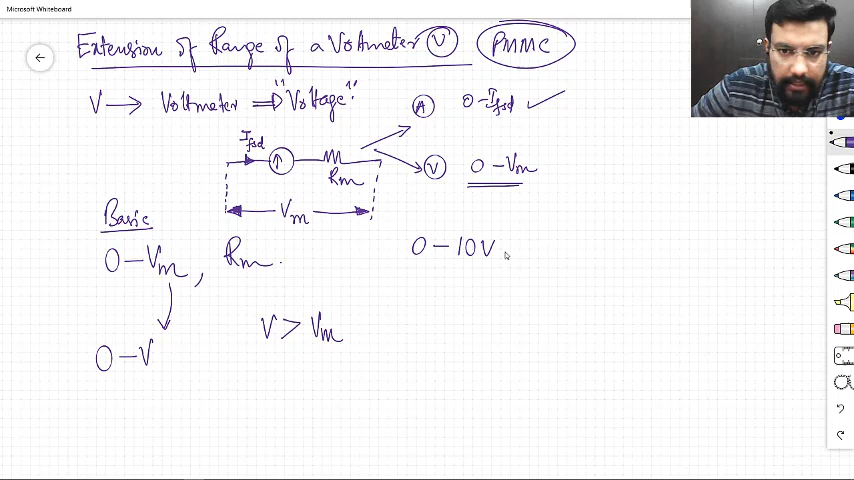 Microsoft Whiteboard
Extension of Range of a Voltmeter V PMMC
V → Voltmeter ⇒ "Voltage".
A 0 - Ifsd ✓
Ifsd
V 0 - Vm
Rm
Vm
Basic
0 - Vm, Rm.
0 - 10V
V > Vm
0 - V